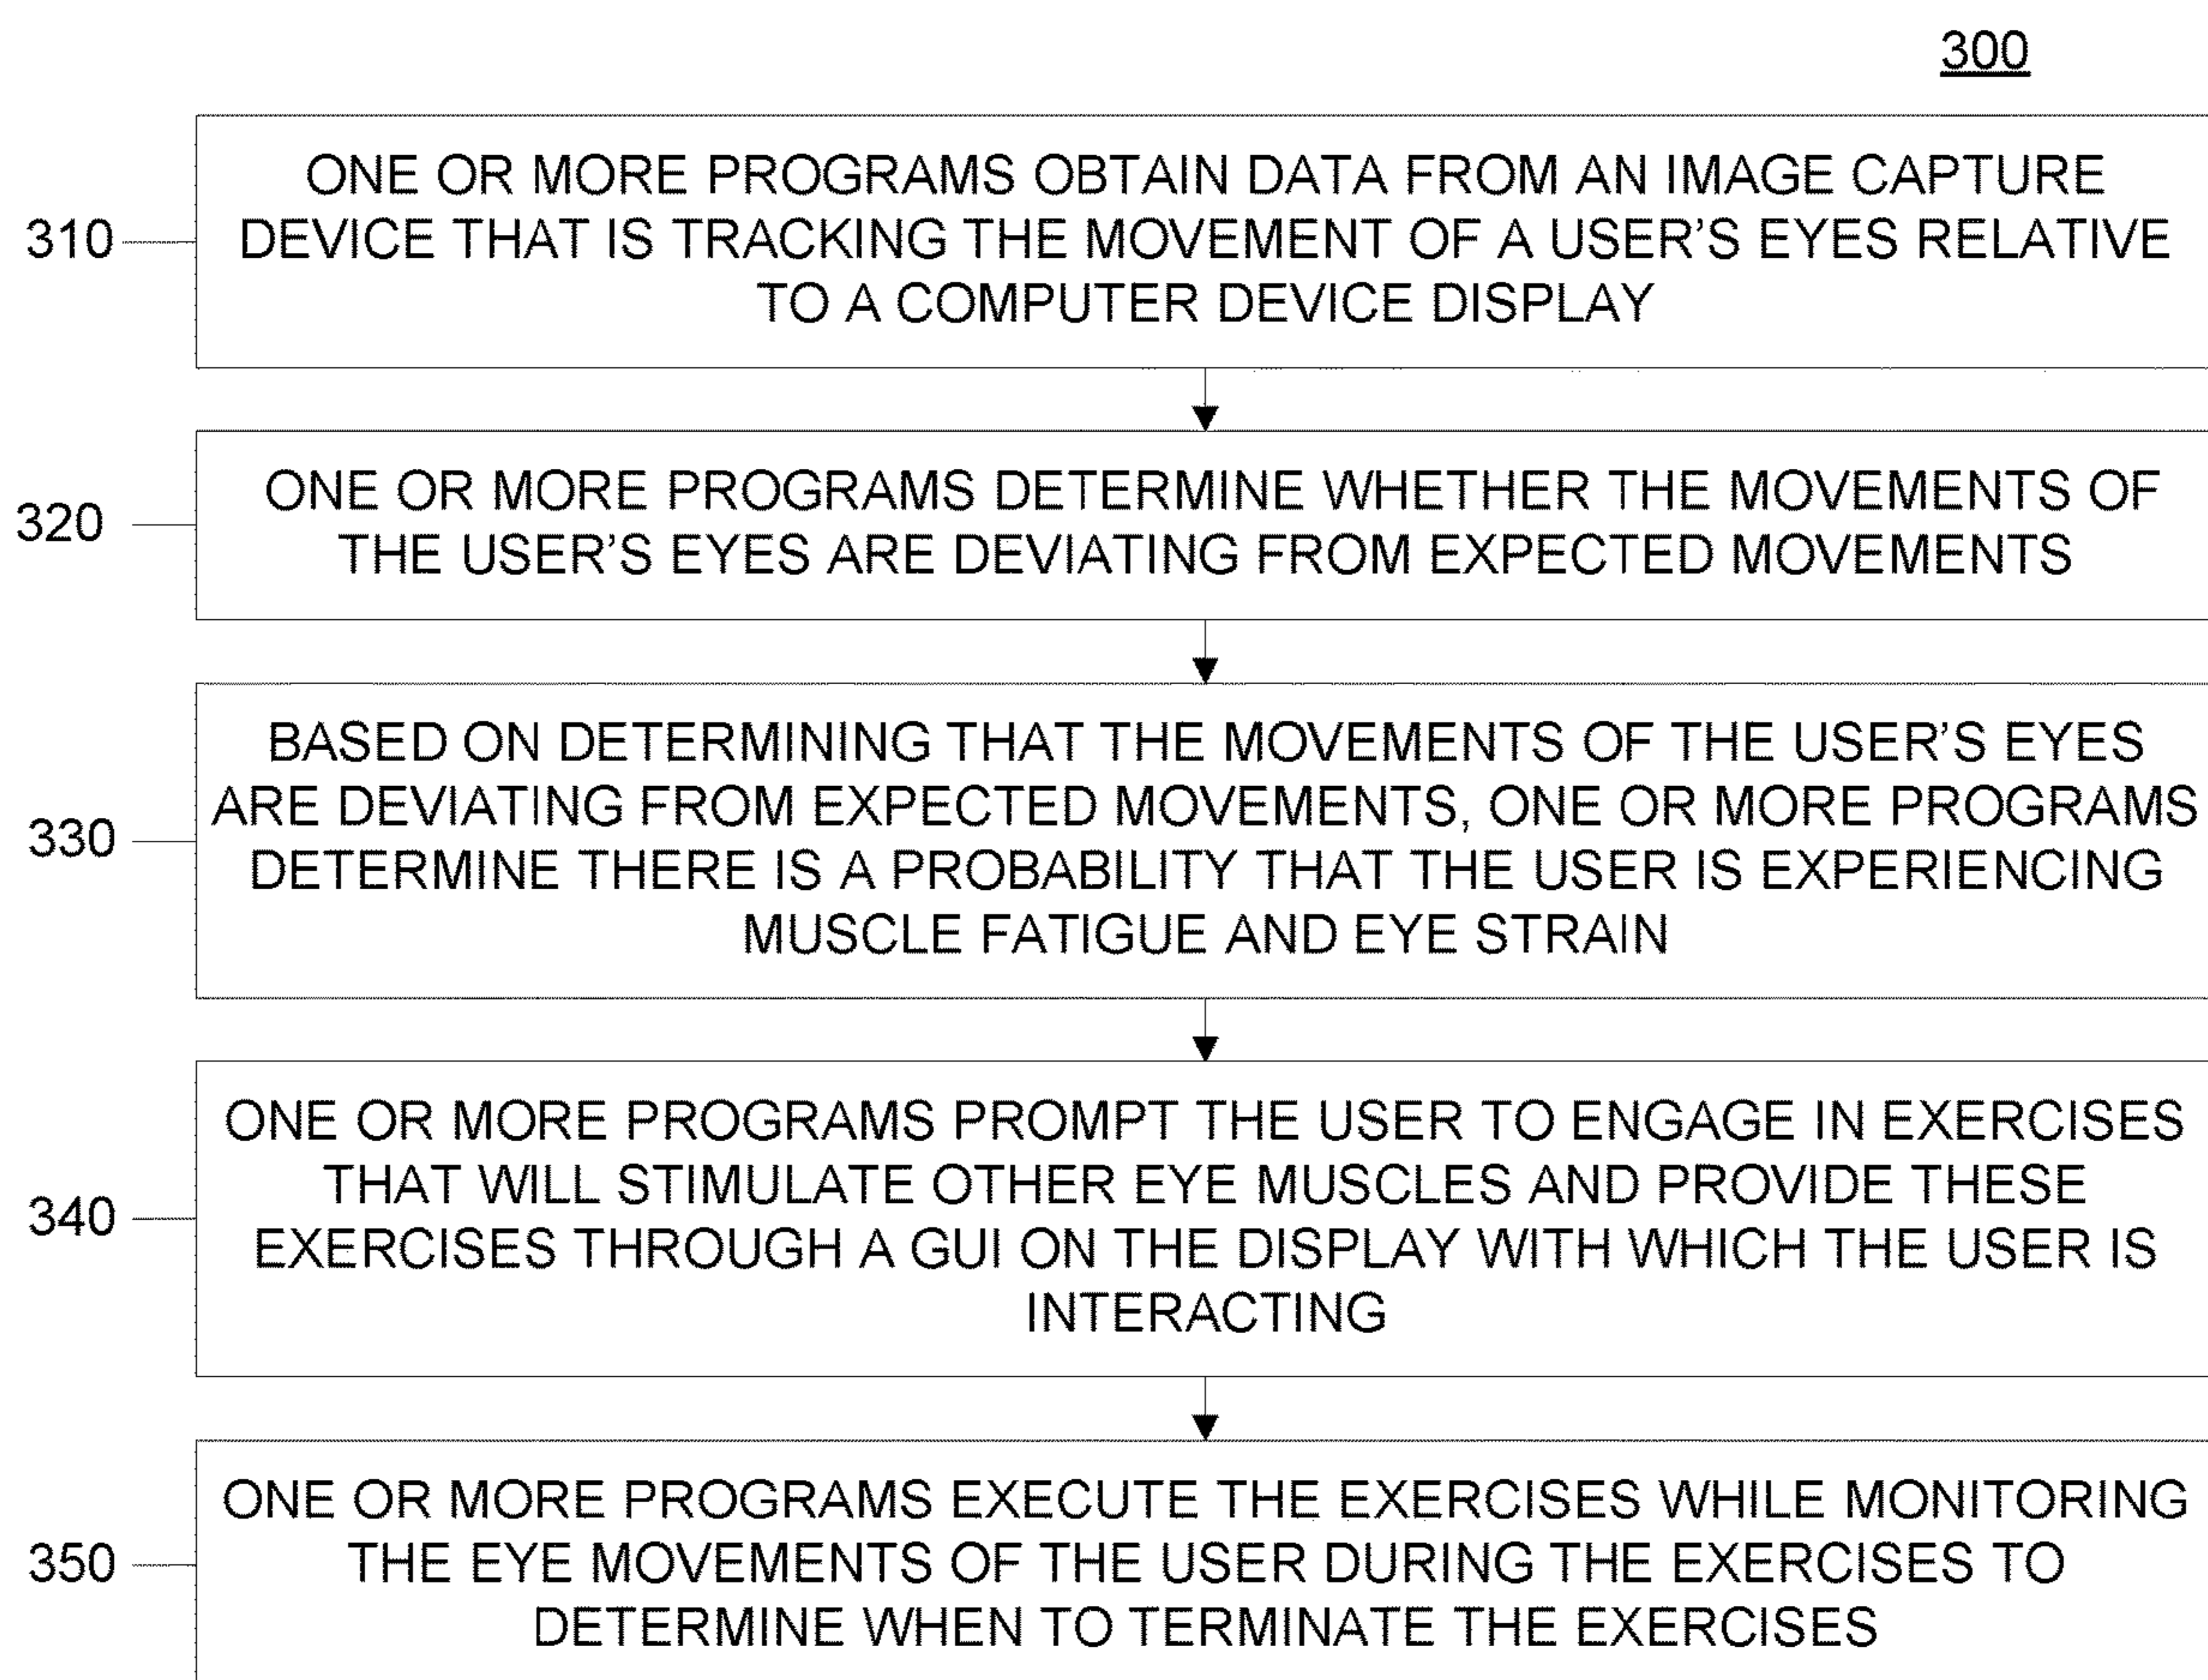 300
ONE OR MORE PROGRAMS OBTAIN DATA FROM AN IMAGE CAPTURE
310
DEVICE THAT IS TRACKING THE MOVEMENT OF A USER'S EYES RELATIVE
TO A COMPUTER DEVICE DISPLAY
ONE OR MORE PROGRAMS DETERMINE WHETHER THE MOVEMENTS OF
320
THE USER'S EYES ARE DEVIATING FROM EXPECTED MOVEMENTS
BASED ON DETERMINING THAT THE MOVEMENTS OF THE USER'S EYES
ARE DEVIATING FROM EXPECTED MOVEMENTS, ONE OR MORE PROGRAMS
330
DETERMINE THERE IS A PROBABILITY THAT THE USER IS EXPERIENCING
MUSCLE FATIGUE AND EYE STRAIN
ONE OR MORE PROGRAMS PROMPT THE USER TO ENGAGE IN EXERCISES
THAT WILL STIMULATE OTHER EYE MUSCLES AND PROVIDE THESE
340
EXERCISES THROUGH A GUI ON THE DISPLAY WITH WHICH THE USER IS
INTERACTING
ONE OR MORE PROGRAMS EXECUTE THE EXERCISES WHILE MONITORING
350
THE EYE MOVEMENTS OF THE USER DURING THE EXERCISES TO
DETERMINE WHEN TO TERMINATE THE EXERCISES